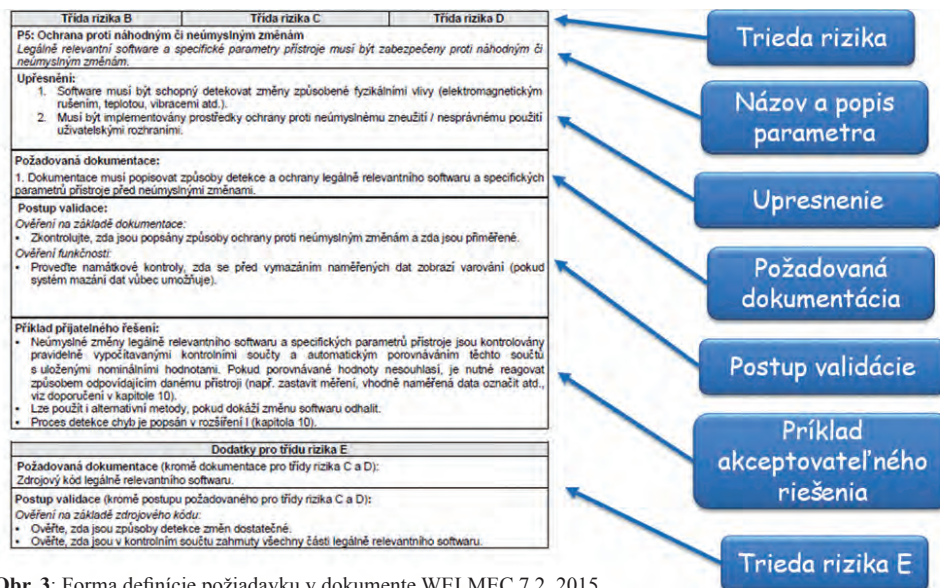 Třída rizika B Třída rizika C Třída rizika D
P5: Ochrana proti náhodným či neúmyslným změnám
Legálně relevantní software a specifické parametry přístroje musí být zabezpečeny proti náhodným či
neúmyslným změnám.
Upřesnění:
1. Software musí být schopný detekovat změny způsobené fyzikálními vlivy (elektromagnetickým
rušením, teplotou, vibracemi atd.).
2. Musí být implementovány prostředky ochrany proti neúmyslnému zneužití / nesprávnému použití
uživatelskými rozhraními.
Požadovaná dokumentace:
1. Dokumentace musí popisovat způsoby detekce a ochrany legálně relevantního softwaru a specifických
parametrů přístroje před neúmyslnými změnami.
Postup validace:
Ověření na základě dokumentace:
• Zkontrolujte, zda jsou popsány způsoby ochrany proti neúmyslným změnám a zda jsou přiměřené.
Ověření funkčnosti:
• Proveďte namátkové kontroly, zda se před vymazáním naměřených dat zobrazí varování (pokud
systém mazání dat vůbec umožňuje).
Příklad přijatelného řešení:
• Neúmyslné změny legálně relevantního softwaru a specifických parametrů přístroje jsou kontrolovány
pravidelně vypočítavanými kontrolními součty a automatickým porovnáváním těchto součtů
s uloženými nominálními hodnotami. Pokud porovnávané hodnoty nesouhlasí, je nutné reagovat
způsobem odpovídajícím danému přístroji (např. zastavit měření, vhodně naměřená data označit atd.,
viz doporučení v kapitole 10).
• Lze použít i alternativní metody, pokud dokáží změnu softwaru odhalit.
• Proces detekce chyb je popsán v rozšíření I (kapitola 10).
Dodatky pro třídu rizika E
Požadovaná dokumentace (kromě dokumentace pro třídy rizika C a D):
Zdrojový kód legálně relevantního softwaru.
Postup validace (kromě postupu požadovaného pro třídy rizika C a D):
Ověření na základě zdrojového kódu:
• Ověřte, zda jsou způsoby detekce změn dostatečné.
• Ověřte, zda jsou v kontrolním součtu zahrnuty všechny části legálně relevantního softwaru.
Trieda rizika
Názov a popis
parametra
Upresnenie
Požadovaná
dokumentácia
Postup validácie
Príklad
akceptovateľného
riešenia
Trieda rizika E
Obr. 3: Forma definície požiadavku v dokumente WELMEC 7.2, 2015